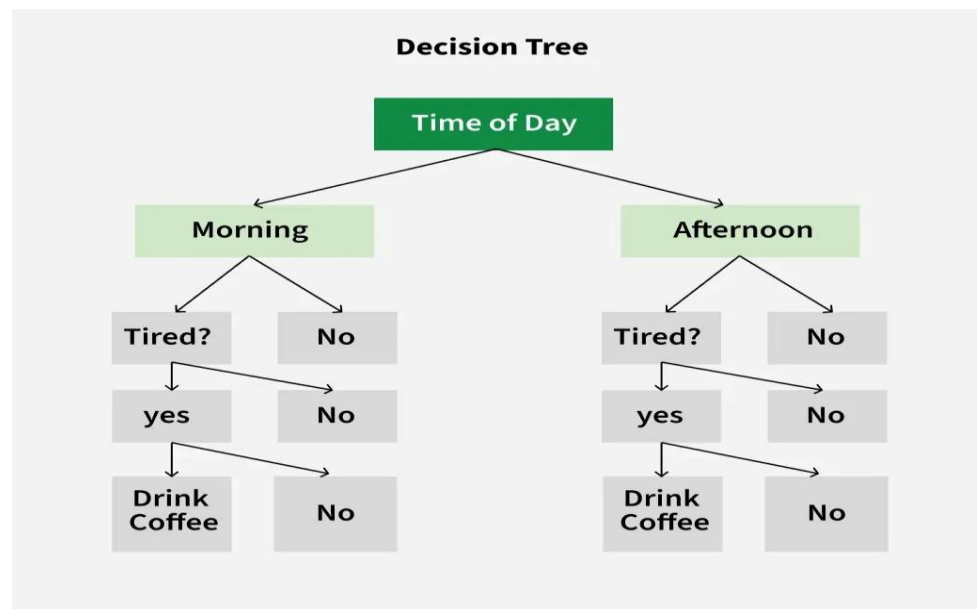 Decision Tree
Time of Day
Morning
Afternoon
Tired?
No
Tired?
No
yes
No
yes
No
Drink
Coffee
No
Drink
Coffee
No